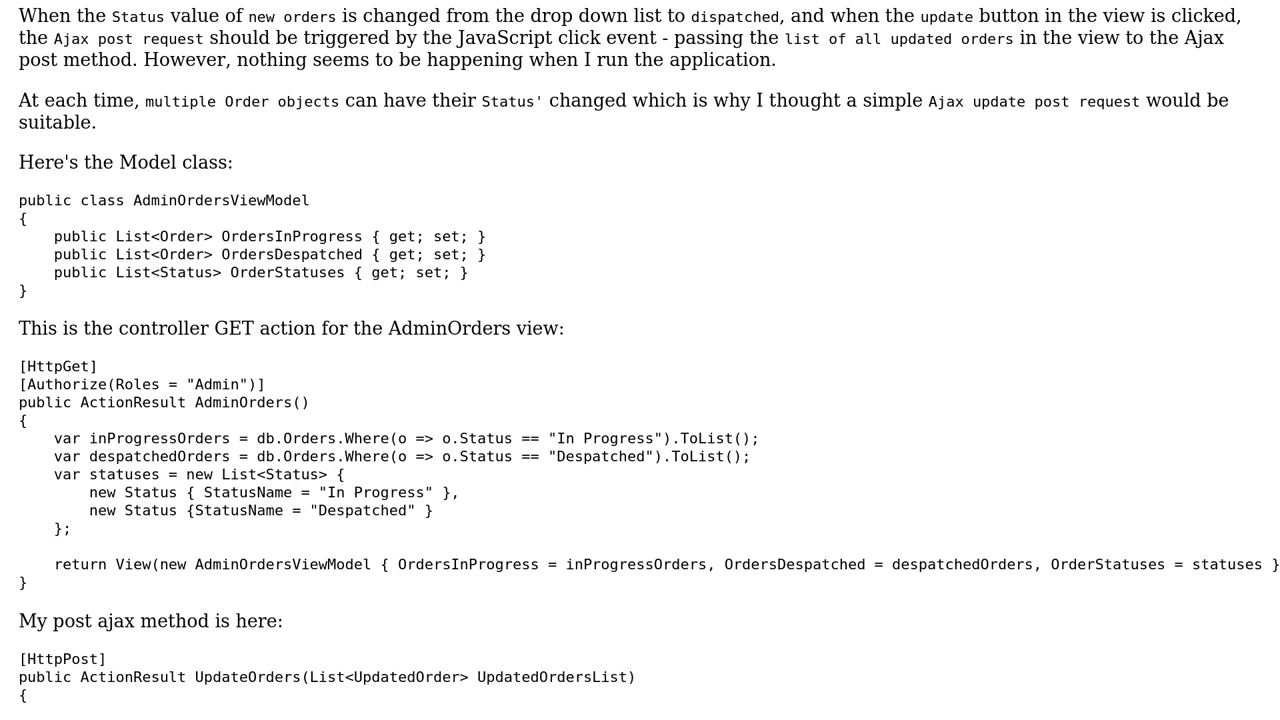 When the Status value of new orders is changed from the drop down list to dispatched, and when the update button in the view is clicked,
the Ajax post request should be triggered by the JavaScript click event - passing the list of all updated orders in the view to the Ajax
post method. However, nothing seems to be happening when I run the application.
At each time, multiple Order objects can have their Status' changed which is why I thought a simple Ajax update post request would be
suitable.
Here's the Model class:
public class AdminOrdersViewModel
{
    public List<Order> OrdersInProgress { get; set; }
    public List<Order> OrdersDespatched { get; set; }
    public List<Status> OrderStatuses { get; set; }
}
This is the controller GET action for the AdminOrders view:
[HttpGet]
[Authorize(Roles = "Admin")]
public ActionResult AdminOrders()
{
    var inProgressOrders = db.Orders.Where(o => o.Status == "In Progress").ToList();
    var despatchedOrders = db.Orders.Where(o => o.Status == "Despatched").ToList();
    var statuses = new List<Status> {
        new Status { StatusName = "In Progress" },
        new Status {StatusName = "Despatched" }
    };
    return View(new AdminOrdersViewModel { OrdersInProgress = inProgressOrders, OrdersDespatched = despatchedOrders, OrderStatuses = statuses }
}
My post ajax method is here:
[HttpPost]
public ActionResult UpdateOrders(List<UpdatedOrder> UpdatedOrdersList)
{